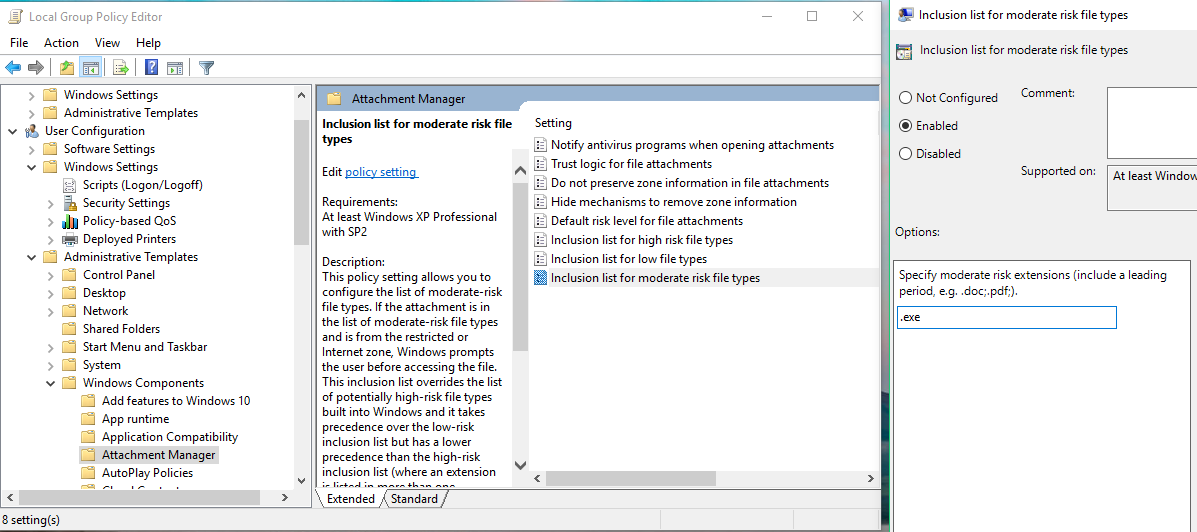 Local Group Policy Editor
File Action View Help
Windows Settings
Administrative Templates
User Configuration
Software Settings
Windows Settings
Scripts (Logon/Logoff)
Security Settings
Policy-based QoS
Deployed Printers
Administrative Templates
Control Panel
Desktop
Network
Shared Folders
Start Menu and Taskbar
System
Windows Components
Add features to Windows 10
App runtime
Application Compatibility
Attachment Manager
AutoPlay Policies
Attachment Manager
Inclusion list for moderate risk file
types
Edit policy setting
Requirements:
At least Windows XP Professional
with SP2
Description:
This policy setting allows you to
configure the list of moderate-risk
file types. If the attachment is in
the list of moderate-risk file types
and is from the restricted or
Internet zone, Windows prompts
the user before accessing the file.
This inclusion list overrides the list
of potentially high-risk file types
built into Windows and it takes
precedence over the low-risk
inclusion list but has a lower
precedence than the high-risk
inclusion list (where an extension
is listed in more than one
Setting
Notify antivirus programs when opening attachments
Trust logic for file attachments
Do not preserve zone information in file attachments
Hide mechanisms to remove zone information
Default risk level for file attachments
Inclusion list for high risk file types
Inclusion list for low file types
Inclusion list for moderate risk file types
Extended Standard
8 setting(s)
Inclusion list for moderate risk file types
Inclusion list for moderate risk file types
Not Configured
Enabled
Disabled
Comment:
Supported on:
At least Window
Options:
Specify moderate risk extensions (include a leading
period, e.g. .doc;.pdf;).
.exe